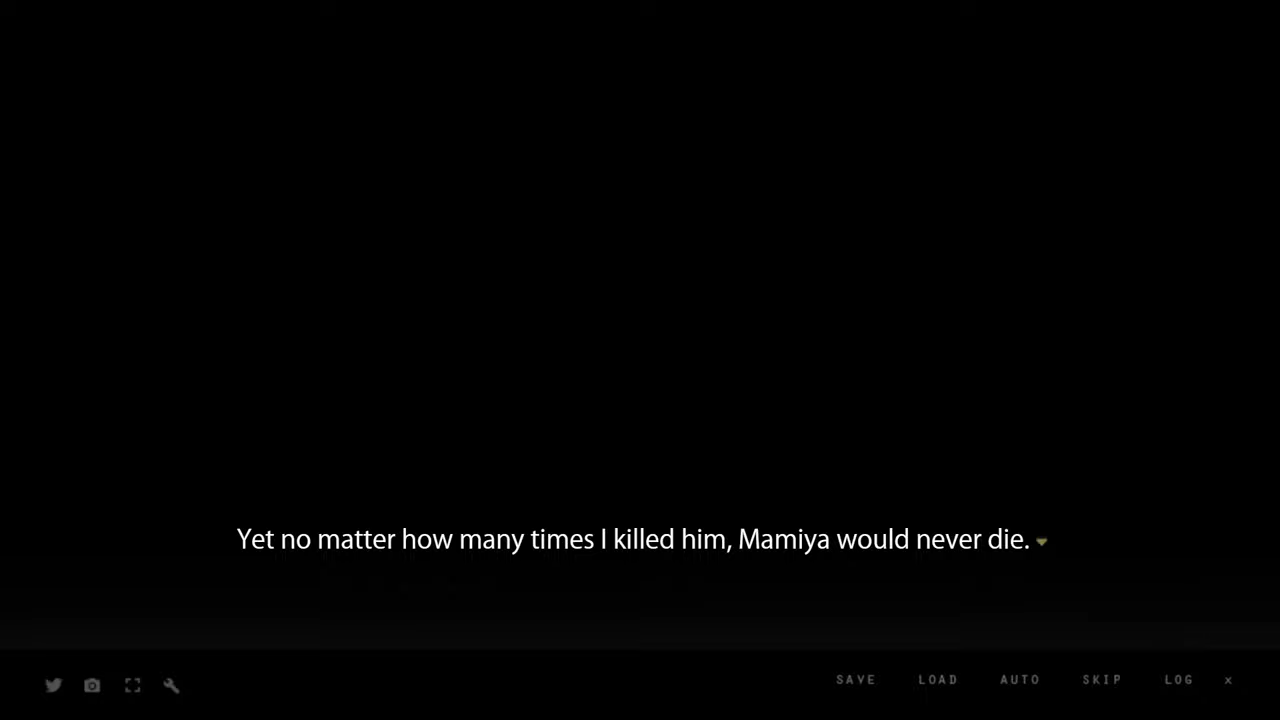 Yet no matter how many times I killed him, Mamiya would never die.
SAVE LOAD AUTO SKIP LOG ×